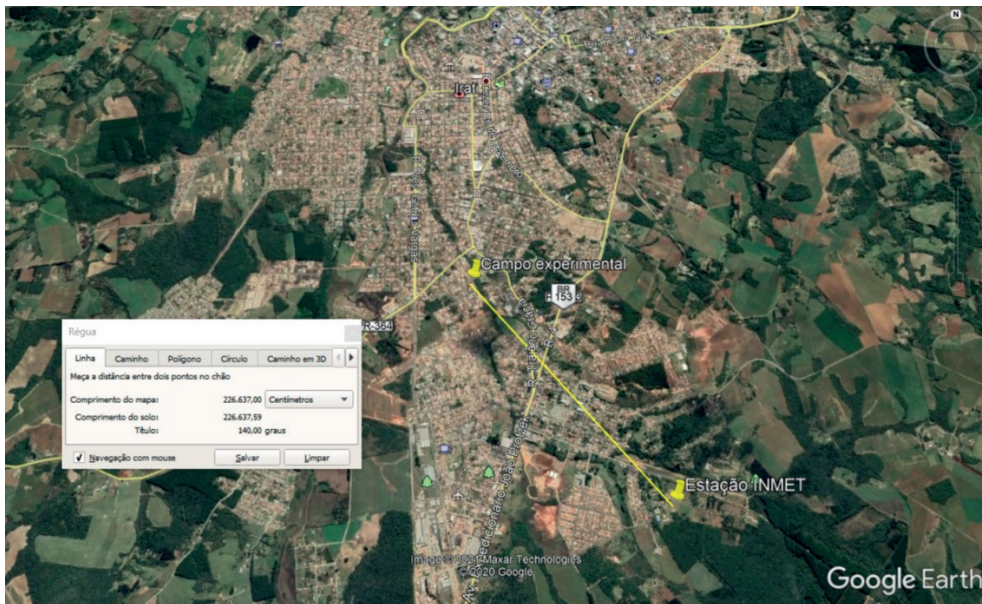 N
Irati
Campo experimental
BR
153
R-364
Régua
Linha Caminho Polígono Círculo Caminho em 3D
Meça a distância entre dois pontos no chão
Comprimento do mapa: 226.637,00 Centímetros
Comprimento do solo: 226.637,59
Título: 140,00 graus
Navegação com mouse Salvar Limpar
Estação INMET
Image © 2021 Maxar Technologies
© 2020 Google
Google Earth